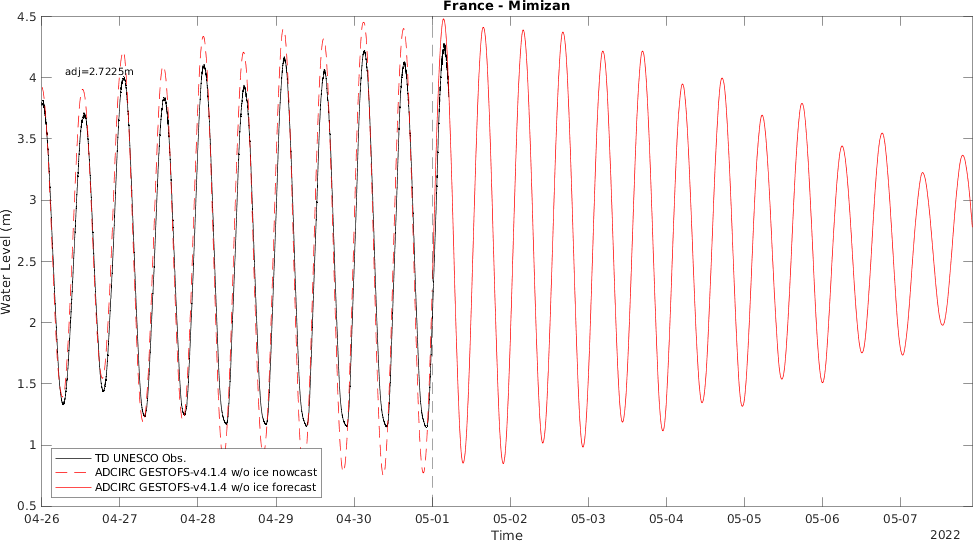 France - Mimizan
4.5
4
3.5
3
2.5
2
1.5
1
0.5
Water Level (m)
adj=2.7225m
TD UNESCO Obs.
ADCIRC GESTOFS-v4.1.4 w/o ice nowcast
ADCIRC GESTOFS-v4.1.4 w/o ice forecast
04-26 04-27 04-28 04-29 04-30 05-01 05-02 05-03 05-04 05-05 05-06 05-07
Time
2022